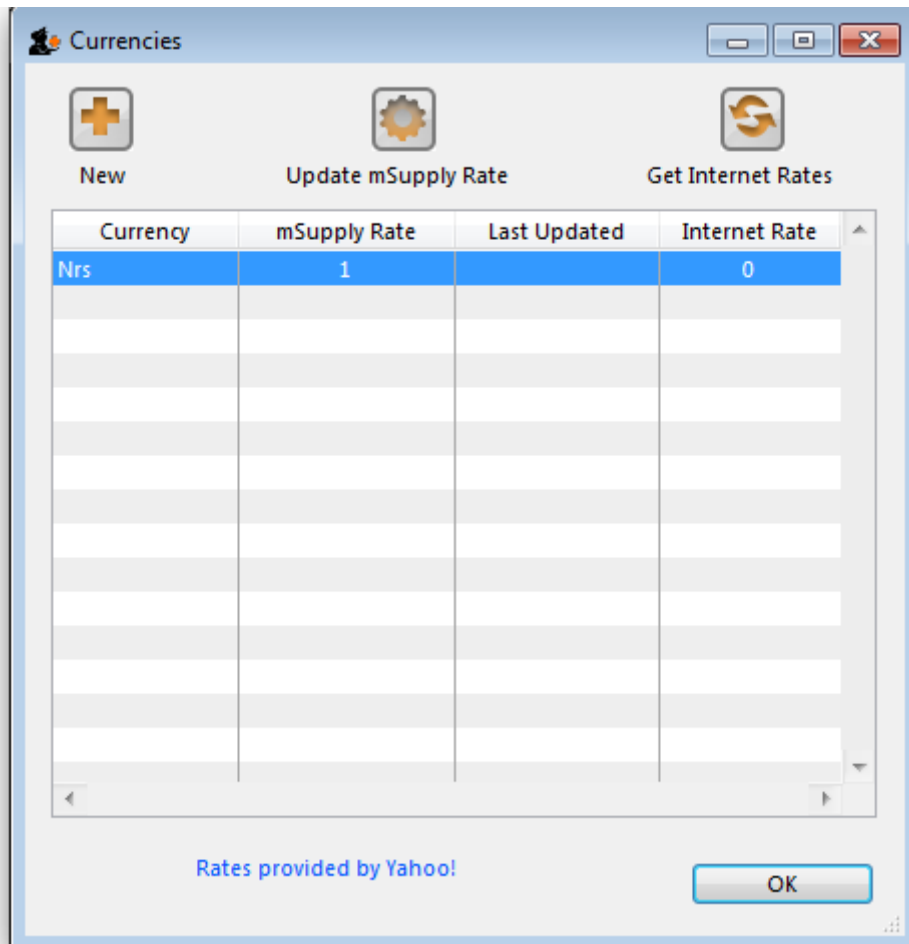 Currencies
New Update mSupply Rate Get Internet Rates
Currency mSupply Rate Last Updated Internet Rate
Nrs 1 0
Rates provided by Yahoo!
OK